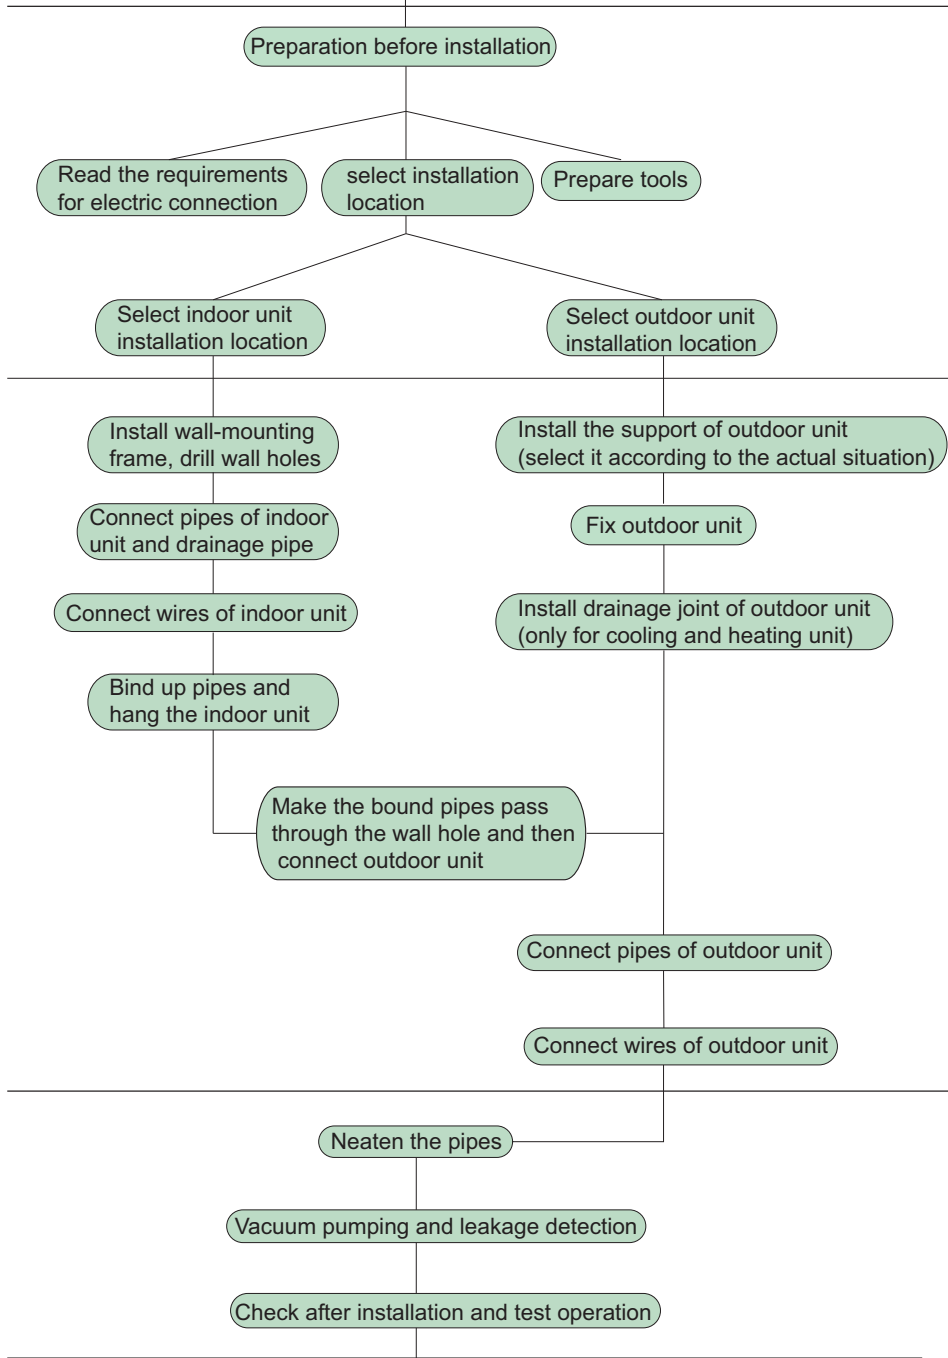 Preparation before installation
Read the requirements
for electric connection
select installation
location
Prepare tools
Select indoor unit
installation location
Select outdoor unit
installation location
Install wall-mounting
frame, drill wall holes
Install the support of outdoor unit
(select it according to the actual situation)
Connect pipes of indoor
unit and drainage pipe
Fix outdoor unit
Connect wires of indoor unit
Install drainage joint of outdoor unit
(only for cooling and heating unit)
Bind up pipes and
hang the indoor unit
Make the bound pipes pass
through the wall hole and then
connect outdoor unit
Connect pipes of outdoor unit
Connect wires of outdoor unit
Neaten the pipes
Vacuum pumping and leakage detection
Check after installation and test operation